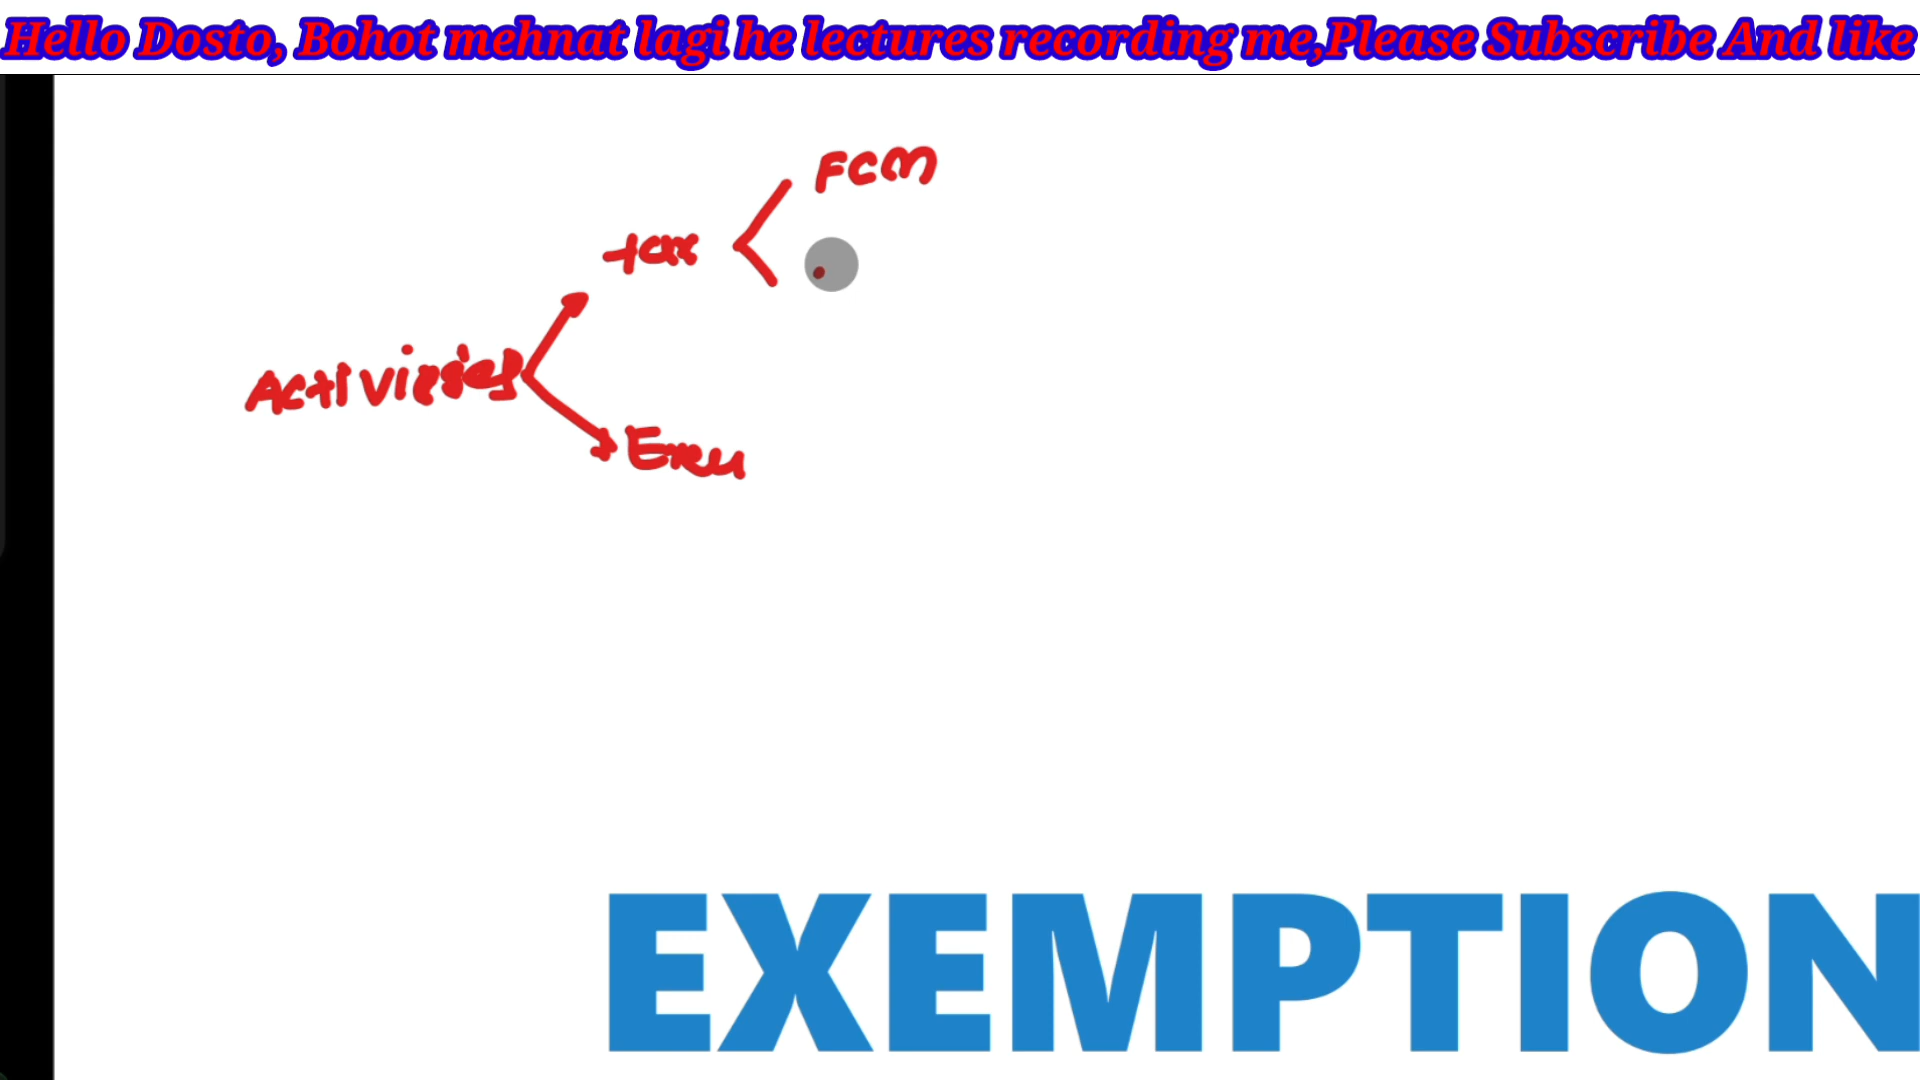 Hello Dosto, Bohot mehnat lagi he lectures recording me,Please Subscribe And like
FCM
tax
Activities
EXEMPTION